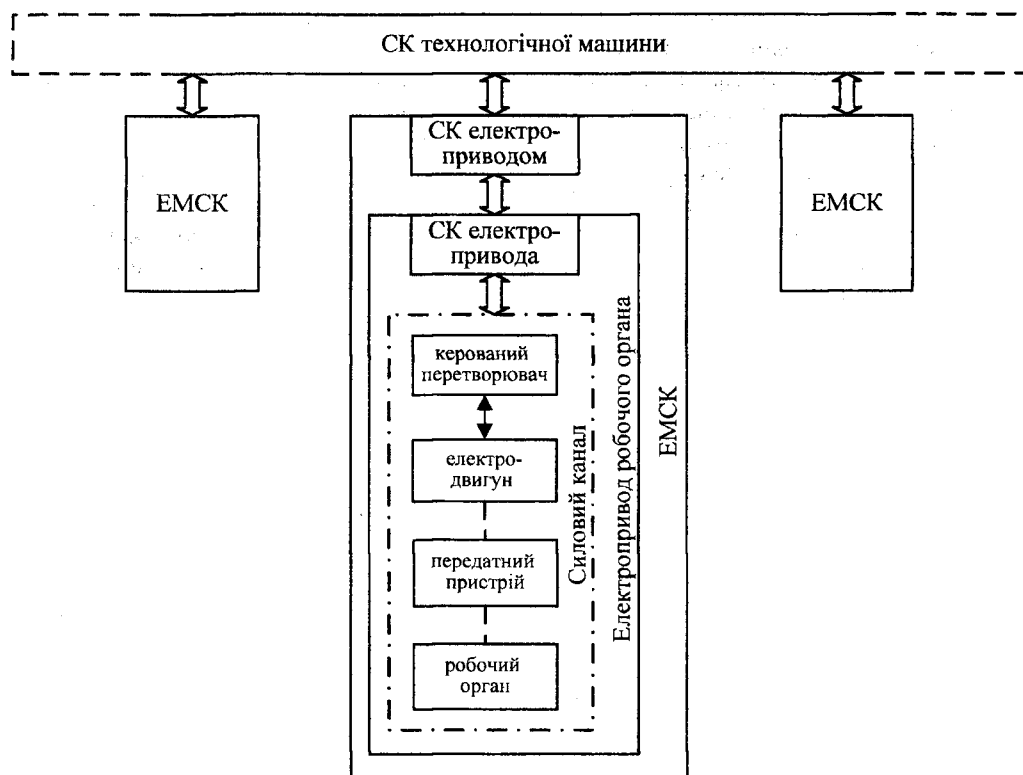 СК технологічної машини
ЕМСК
СК електро-
приводом
СК електро-
привода
керований
перетворювач
електро-
двигун
передатний
пристрій
робочий
орган
Силовий канал
Електропривод робочого органа
ЕМСК
ЕМСК